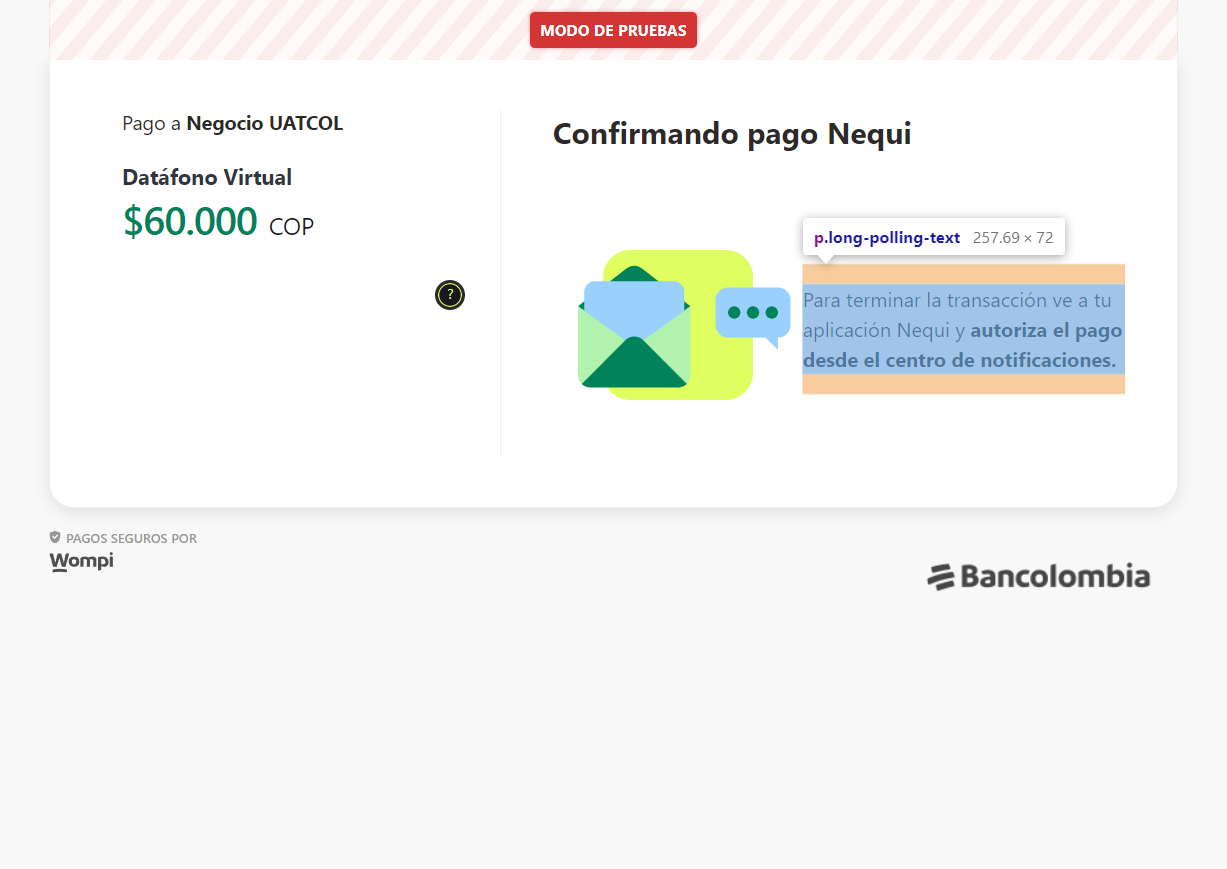 MODO DE PRUEBAS
Pago a Negocio UATCOL
Datáfono Virtual
$60.000 COP
?
Confirmando pago Nequi
p.long-polling-text 257.69 × 72
Para terminar la transacción ve a tu
aplicación Nequi y autoriza el pago
desde el centro de notificaciones.
PAGOS SEGUROS POR
Wompi
Bancolombia